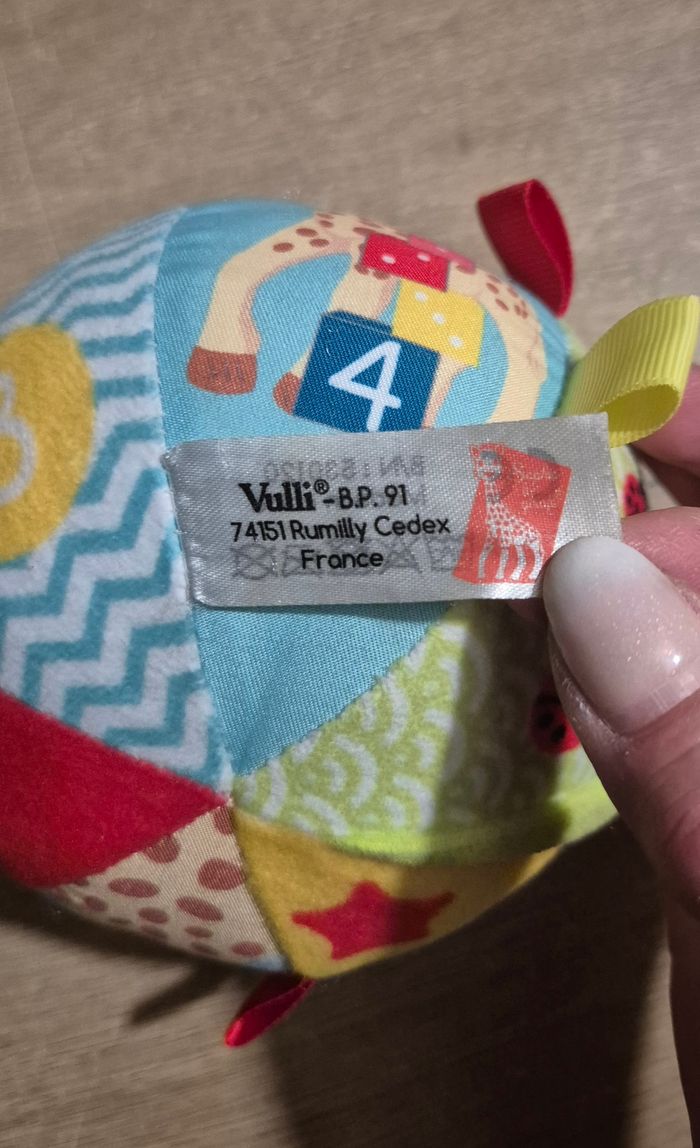 4
Vulli®-B.P. 91
74151 Rumilly Cedex
France